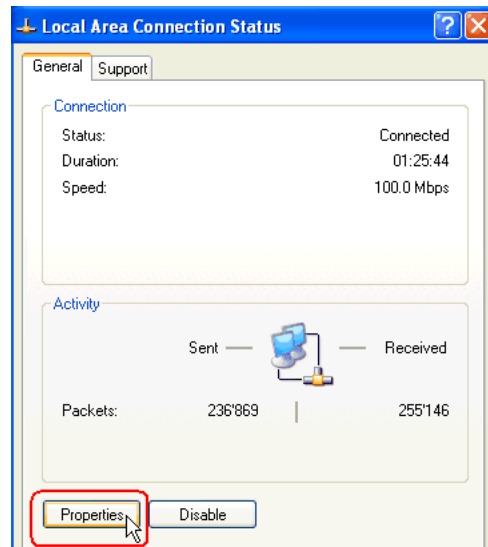 Local Area Connection Status
General Support
Connection
Status: Connected
Duration: 01:25:44
Speed: 100.0 Mbps
Activity
Sent Received
Packets: 236'869 255'146
Properties Disable